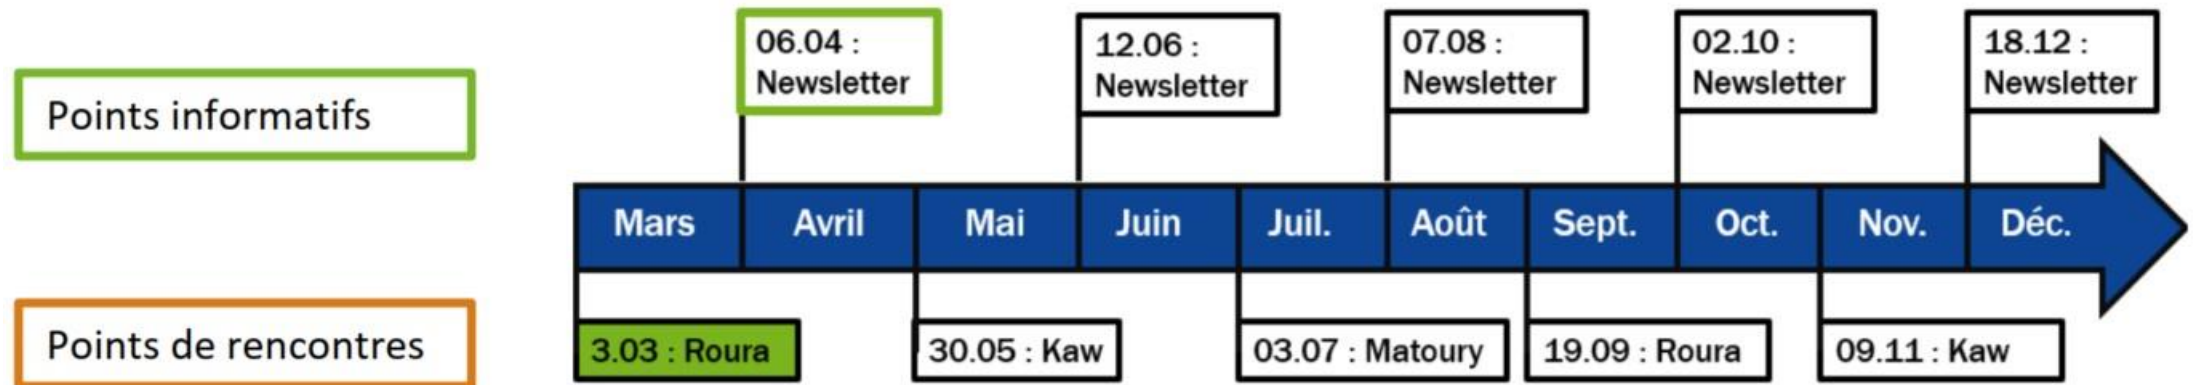 Points informatifs
06.04 :
Newsletter
12.06 :
Newsletter
07.08 :
Newsletter
02.10 :
Newsletter
18.12 :
Newsletter
Mars Avril Mai Juin Juil. Août Sept. Oct. Nov. Déc.
Points de rencontres
3.03 : Roura
30.05 : Kaw
03.07 : Matoury
19.09 : Roura
09.11 : Kaw